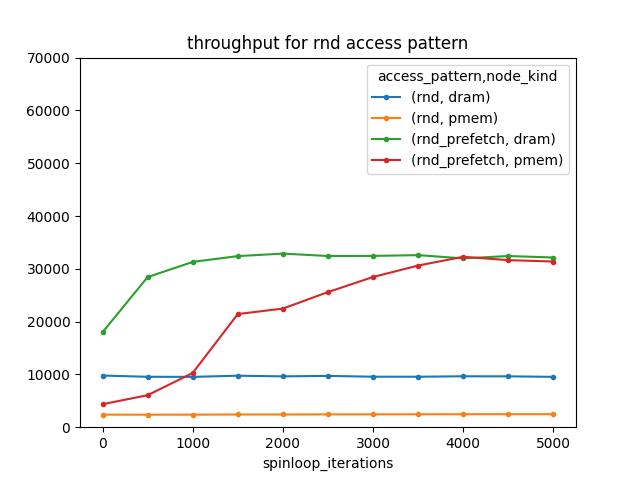 throughput for rnd access pattern
70000
60000
50000
40000
30000
20000
10000
0
access_pattern,node_kind
(rnd, dram)
(rnd, pmem)
(rnd_prefetch, dram)
(rnd_prefetch, pmem)
0 1000 2000 3000 4000 5000
spinloop_iterations